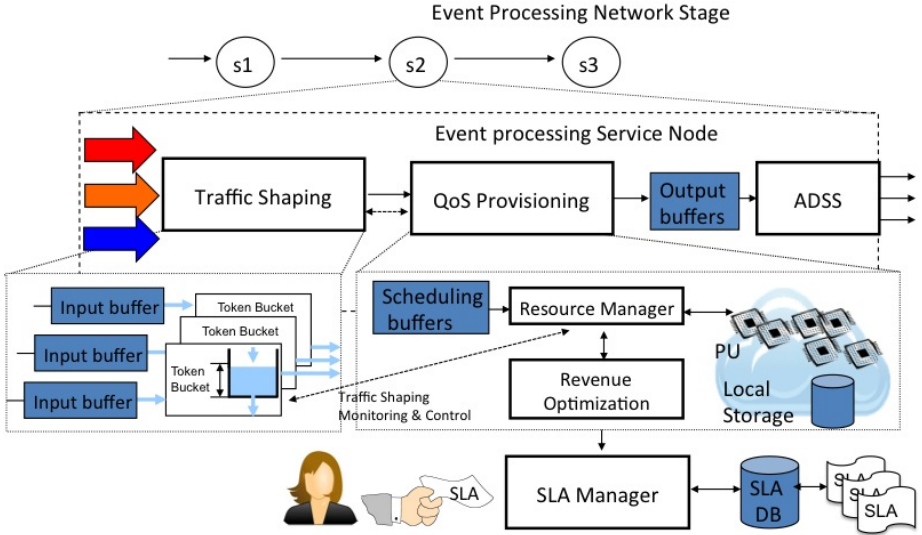 Event Processing Network Stage
s1
s2
s3
Event processing Service Node
Traffic Shaping
QoS Provisioning
Output
buffers
ADSS
Input buffer
Input buffer
Input buffer
Token Bucket
Token Bucket
Token
Bucket
Scheduling
buffers
Resource Manager
PU
Revenue
Optimization
Local
Storage
Traffic Shaping
Monitoring & Control
SLA
SLA Manager
SLA
DB
SLA
SLA
SLA